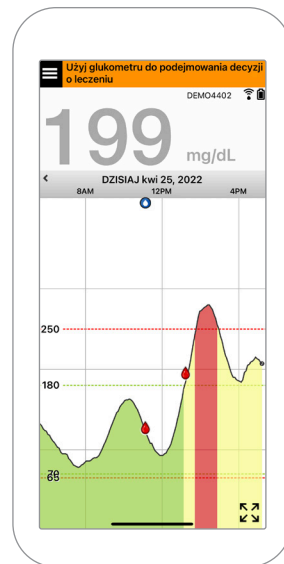 Użyj glukometru do podejmowania decyzji
o leczeniu
DEMO4402
199
mg/dL
DZISIAJ kwi 25, 2022
8AM 12PM 4PM
250
180
70
65